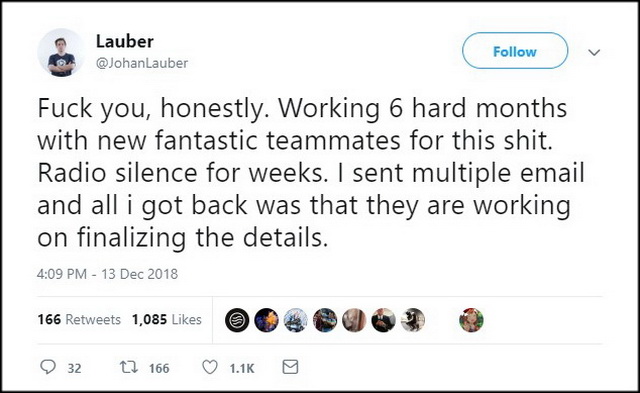 Lauber
@JohanLauber
Follow
Fuck you, honestly. Working 6 hard months
with new fantastic teammates for this shit.
Radio silence for weeks. I sent multiple email
and all i got back was that they are working
on finalizing the details.
4:09 PM - 13 Dec 2018
166 Retweets 1,085 Likes
32 166 1.1K